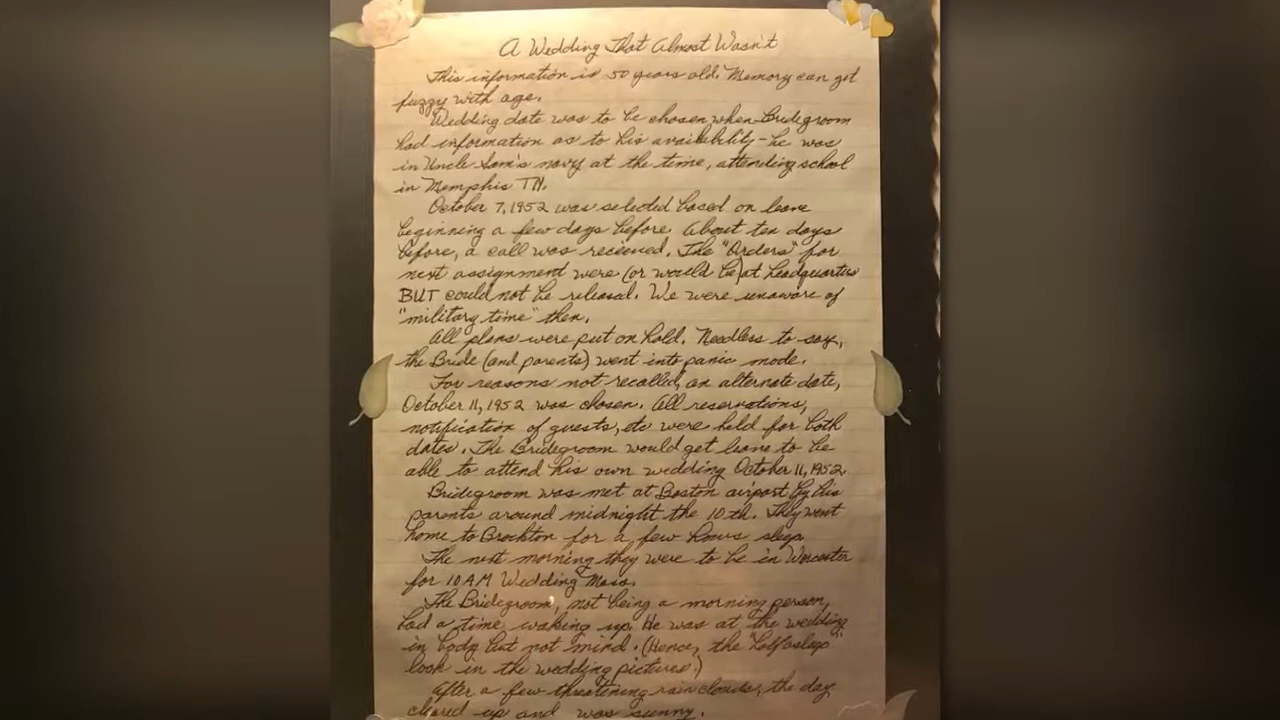 A Wedding That Almost Wasn't
This information is 50 years old. Memory can get
fuzzy with age.
Wedding date was to be chosen when Bridegroom
had information as to his availability - he was
in Uncle Sam's navy at the time, attending school
in Memphis TN.
October 7, 1952 was selected based on leave
beginning a few days before. About ten days
before, a call was received. The "Orders" for
next assignment were (or would be) at headquarters
BUT could not be released. We were unaware of
"military time" then.
All plans were put on hold. Needless to say,
the Bride (and parents) went into panic mode.
For reasons not recalled, an alternate date,
October 11, 1952 was chosen. All reservations,
notification of guests, etc were held for both
dates. The Bridegroom would get leave to be
able to attend his own wedding October 11, 1952.
Bridegroom was met at Boston airport by his
parents around midnight the 10th. They went
home to Brockton for a few hours sleep.
The next morning they were to be in Worcester
for 10 AM Wedding Mass.
The Bridegroom, not being a morning person,
had a time waking up. He was at the wedding
in body but not mind. (Hence, the "half asleep"
look in the wedding pictures.)
After a few threatening rain clouds, the day
cleared up and was sunny.